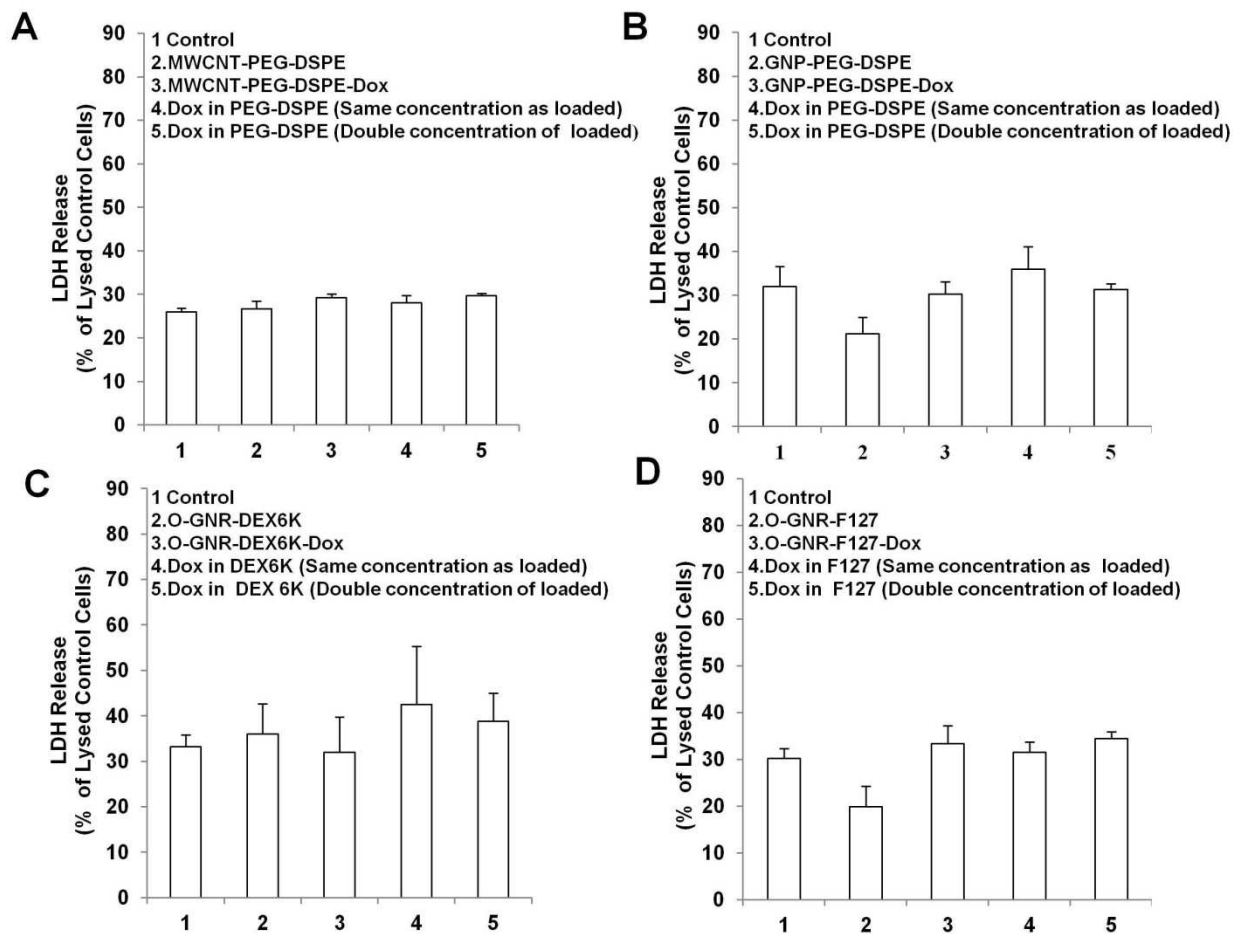 A
LDH Release
(% of Lysed Control Cells)
90
80
70
60
50
40
30
20
10
0
1 Control
2.MWCNT-PEG-DSPE
3.MWCNT-PEG-DSPE-Dox
4.Dox in PEG-DSPE (Same concentration as loaded)
5.Dox in PEG-DSPE (Double concentration of loaded)
1 2 3 4 5
B
LDH Release
(% of Lysed Control Cells)
90
80
70
60
50
40
30
20
10
0
1 Control
2.GNP-PEG-DSPE
3.GNP-PEG-DSPE-Dox
4.Dox in PEG-DSPE (Same concentration as loaded)
5.Dox in PEG-DSPE (Double concentration of loaded)
1 2 3 4 5
C
LDH Release
(% of Lysed Control Cells)
90
80
70
60
50
40
30
20
10
0
1 Control
2.O-GNR-DEX6K
3.O-GNR-DEX6K-Dox
4.Dox in DEX6K (Same concentration as loaded)
5.Dox in DEX 6K (Double concentration of loaded)
1 2 3 4 5
D
LDH Release
(% of Lysed Control Cells)
90
80
70
60
50
40
30
20
10
0
1 Control
2.O-GNR-F127
3.O-GNR-F127-Dox
4.Dox in F127 (Same concentration as loaded)
5.Dox in F127 (Double concentration of loaded)
1 2 3 4 5